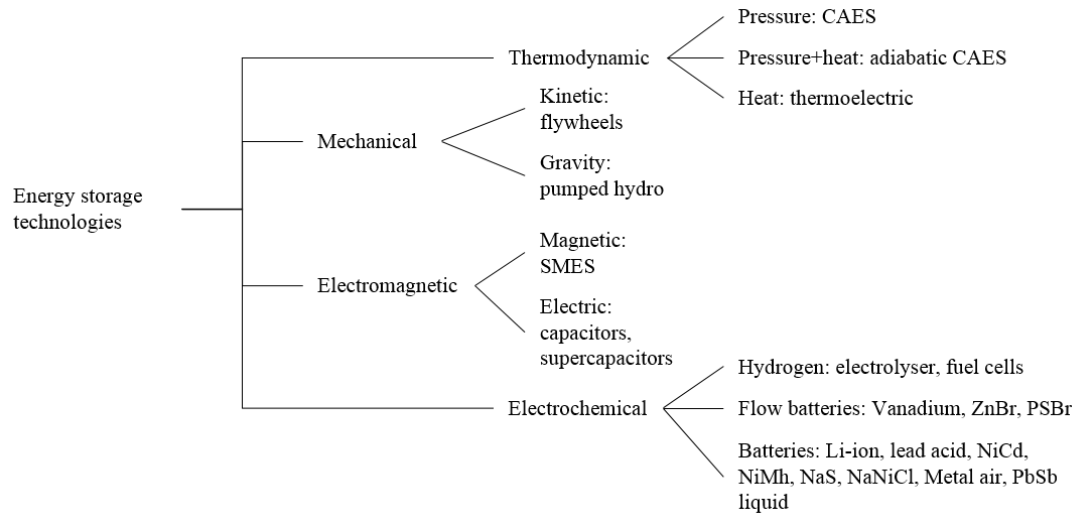 Energy storage
technologies
Thermodynamic
Pressure: CAES
Pressure+heat: adiabatic CAES
Heat: thermoelectric
Mechanical
Kinetic:
flywheels
Gravity:
pumped hydro
Electromagnetic
Magnetic:
SMES
Electric:
capacitors,
supercapacitors
Electrochemical
Hydrogen: electrolyser, fuel cells
Flow batteries: Vanadium, ZnBr, PSBr
Batteries: Li-ion, lead acid, NiCd,
NiMh, NaS, NaNiCl, Metal air, PbSb
liquid